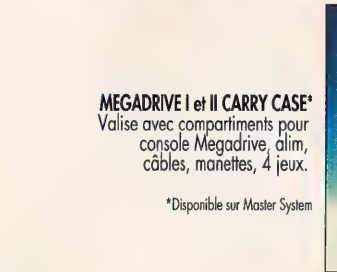 MEGADRIVE I et II CARRY CASE*
Valise avec compartiments pour
console Megadrive, alim,
câbles, manettes, 4 jeux.
*Disponible sur Master System